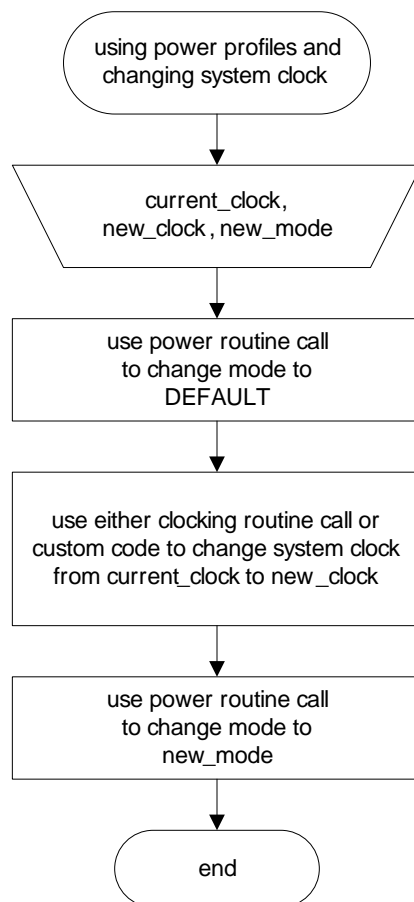 using power profiles and
changing system clock
current_clock,
new_clock, new_mode
use power routine call
to change mode to
DEFAULT
use either clocking routine call or
custom code to change system clock
from current_clock to new_clock
use power routine call
to change mode to
new_mode
end